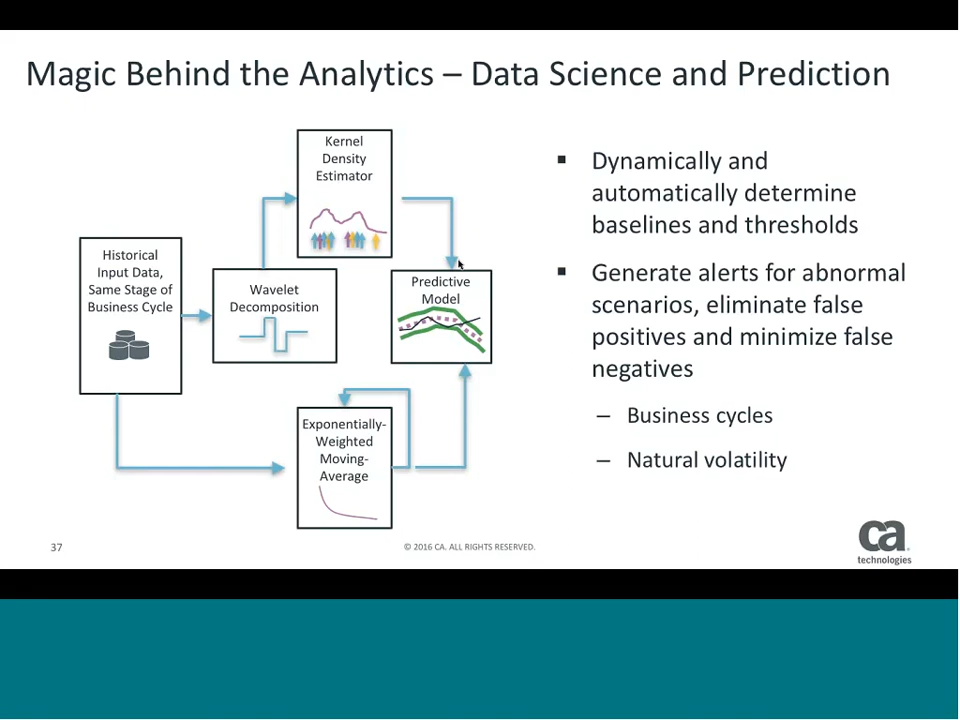 Magic Behind the Analytics – Data Science and Prediction
Kernel
Density
Estimator
Historical
Input Data,
Same Stage of
Business Cycle
Wavelet
Decomposition
Predictive
Model
Exponentially-
Weighted
Moving-
Average
▪ Dynamically and
automatically determine
baselines and thresholds
▪ Generate alerts for abnormal
scenarios, eliminate false
positives and minimize false
negatives
– Business cycles
– Natural volatility
37
© 2016 CA. ALL RIGHTS RESERVED.
ca
technologies